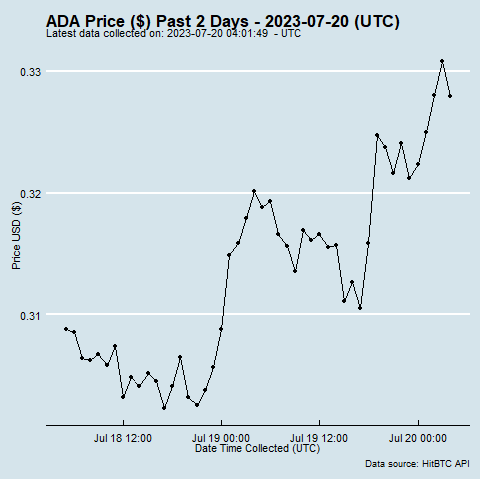 ADA Price ($) Past 2 Days - 2023-07-20 (UTC)
Latest data collected on: 2023-07-20 04:01:49 - UTC
0.33
0.32
0.31
Price USD ($)
Jul 18 12:00 Jul 19 00:00 Jul 19 12:00 Jul 20 00:00
Date Time Collected (UTC)
Data source: HitBTC API